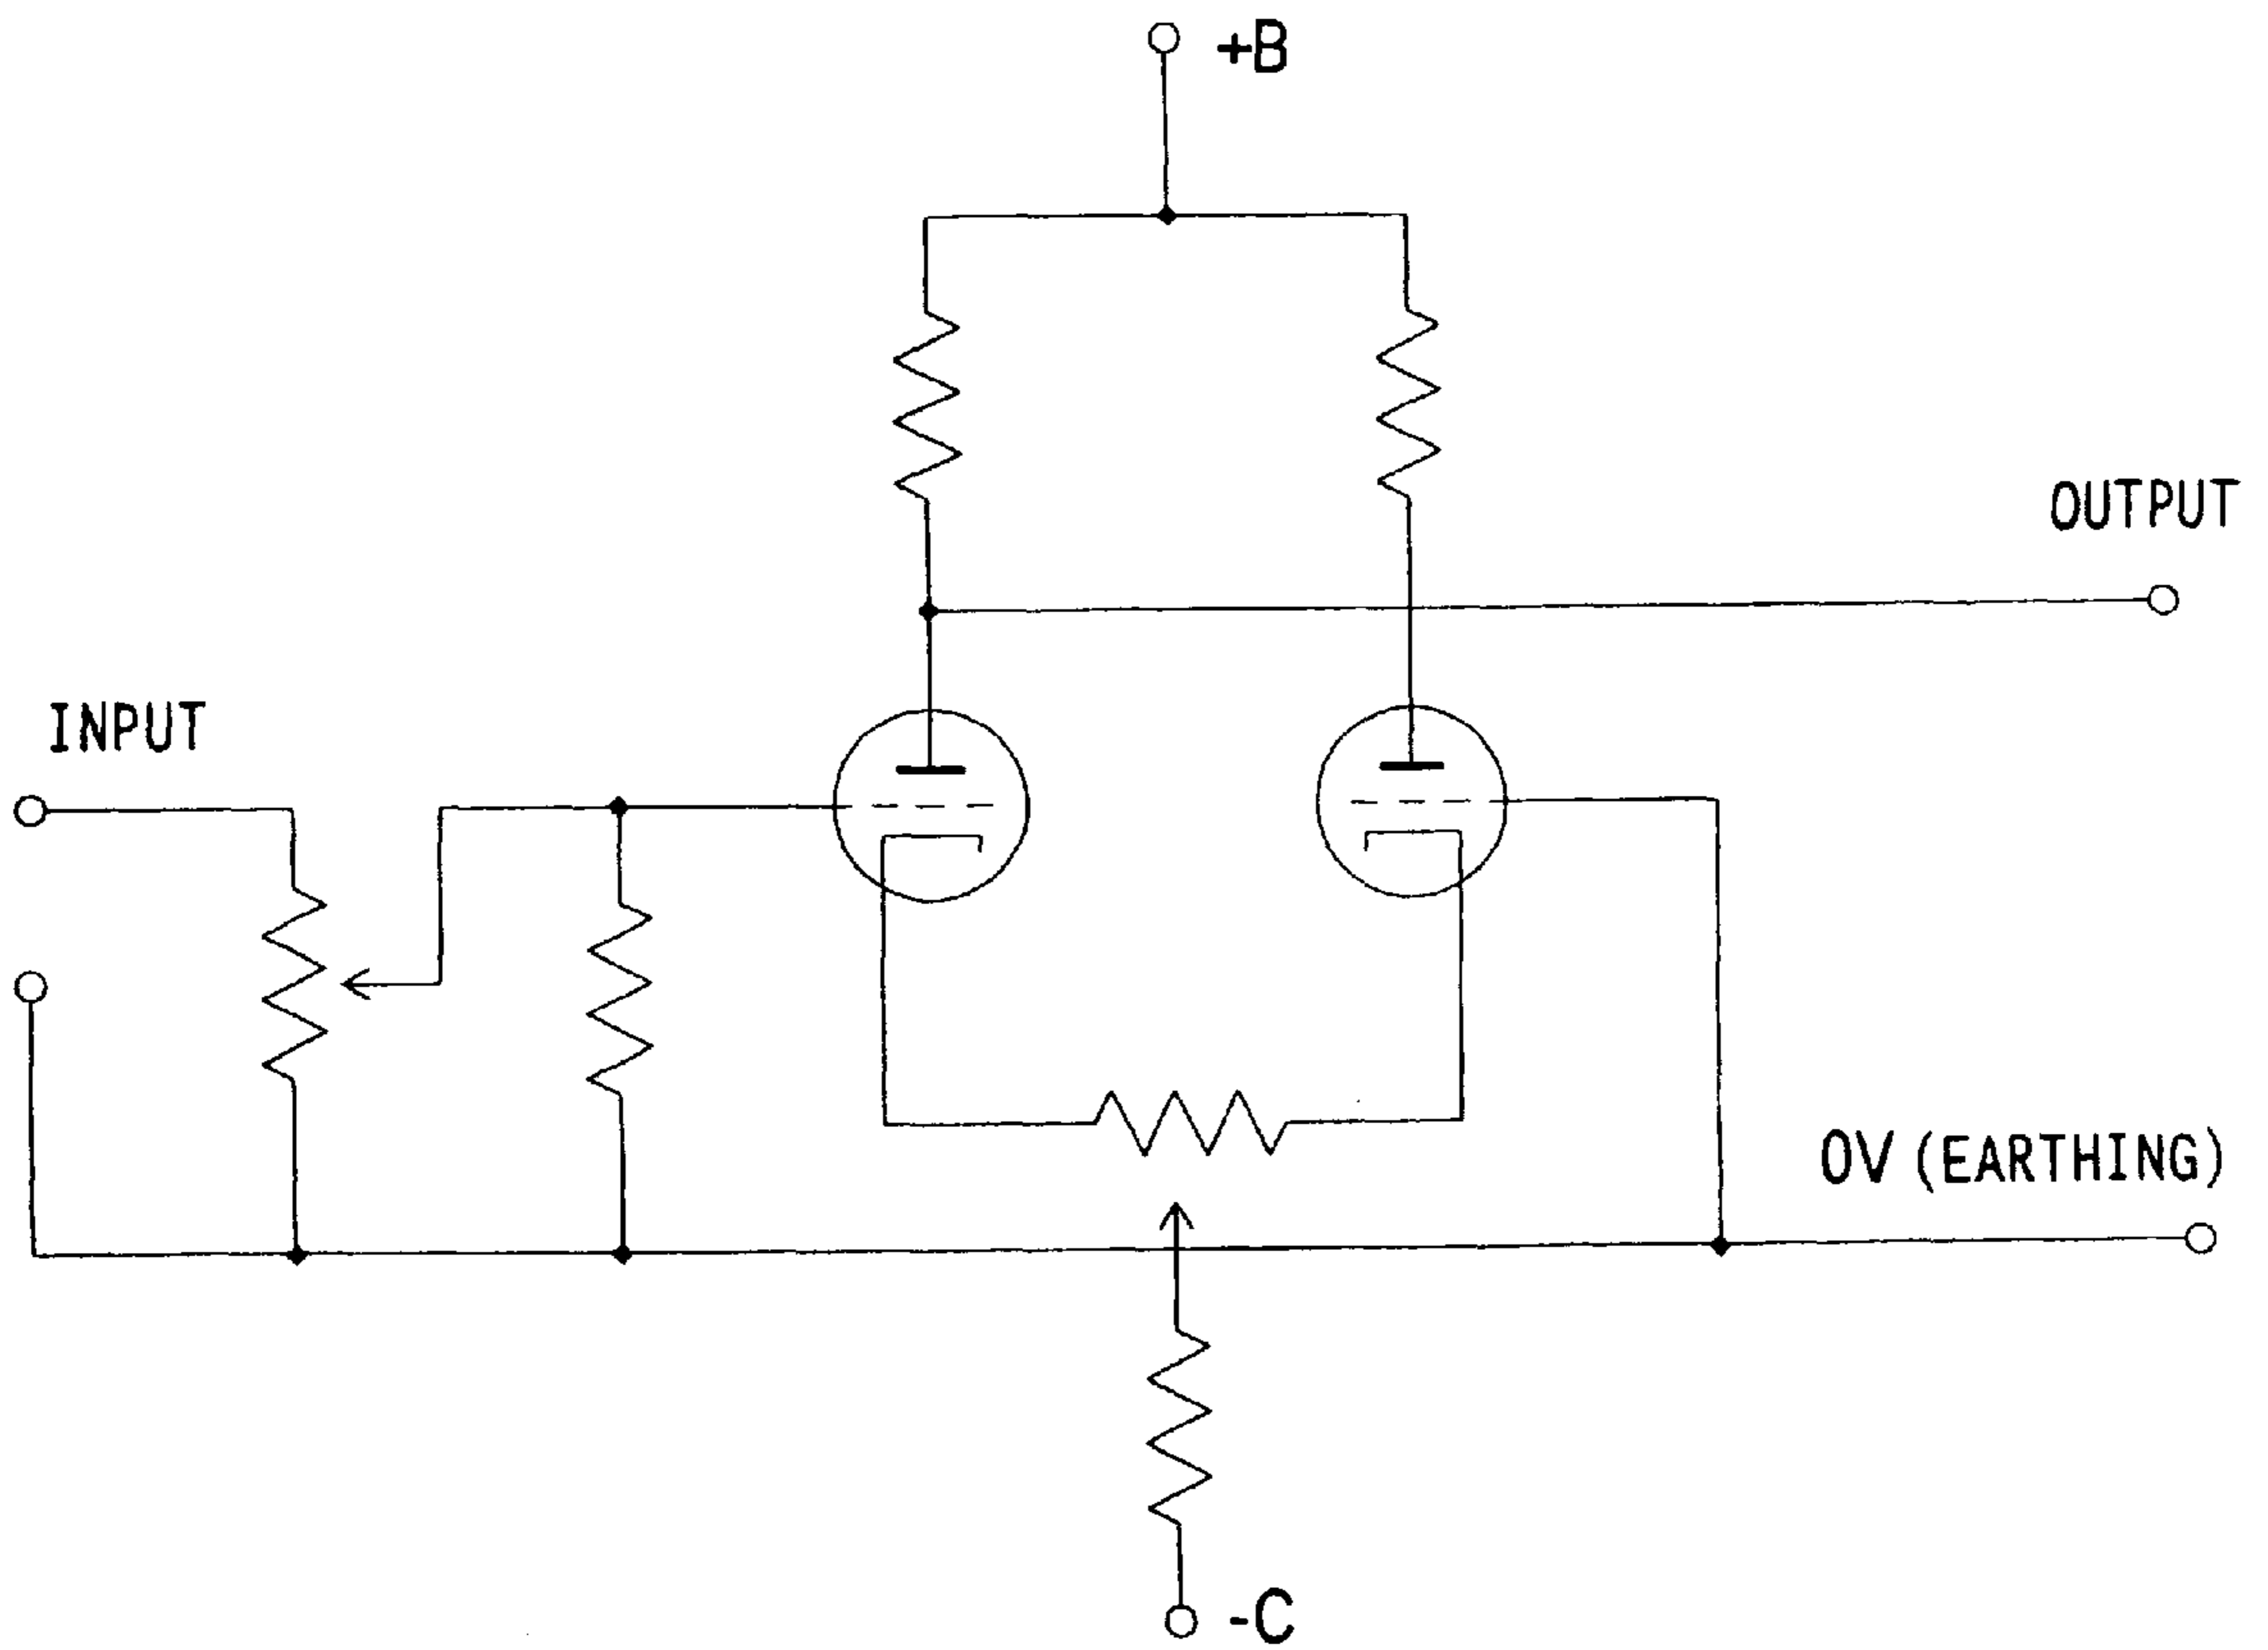 +B
OUTPUT
INPUT
0V (EARTHING)
-C